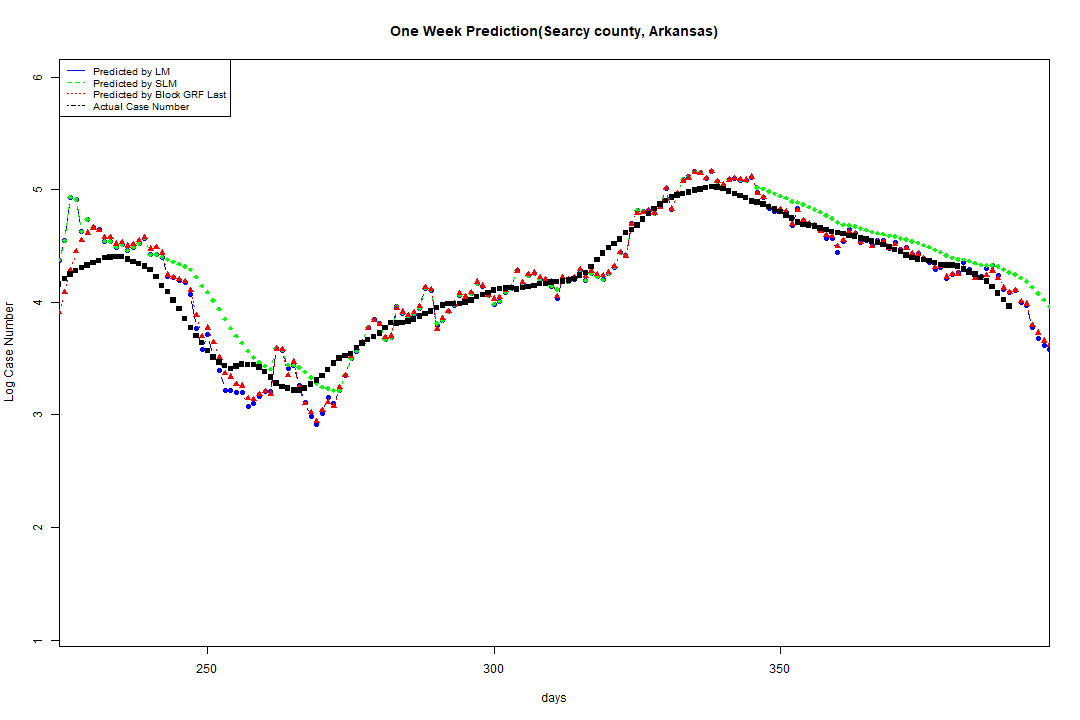 One Week Prediction(Searcy county, Arkansas)
Predicted by LM
Predicted by SLM
Predicted by Block GRF Last
Actual Case Number
6
5
4
3
2
1
Log Case Number
250
300
350
days